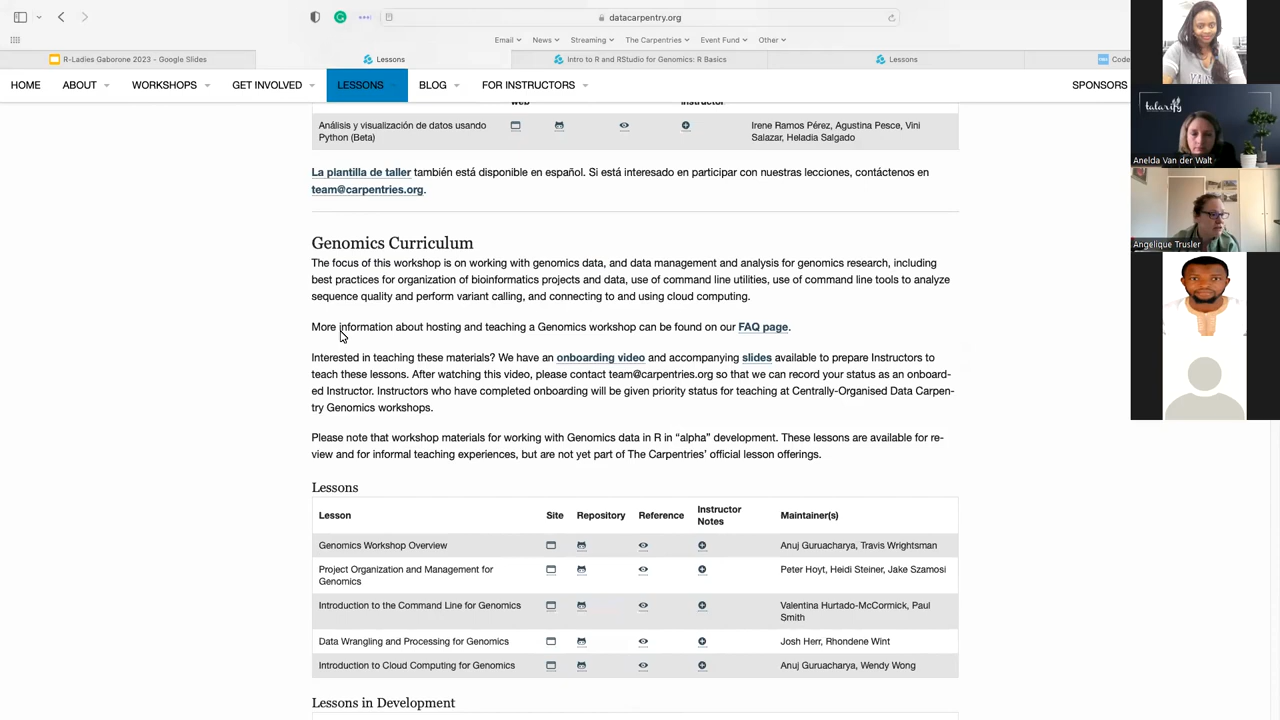 datacarpentry.org
Email News Streaming The Carpentries Event Fund Other
R-Ladies Gaborone 2023 - Google Slides
Lessons
Intro to R and RStudio for Genomics: R Basics
Lessons
Code
HOME ABOUT WORKSHOPS GET INVOLVED LESSONS BLOG FOR INSTRUCTORS SPONSORS
web Instructor
Análisis y visualización de datos usando
Python (Beta)
Irene Ramos Pérez, Agustina Pesce, Vini
Salazar, Heladia Salgado
La plantilla de taller también está disponible en español. Si está interesado en participar con nuestras lecciones, contáctenos en
team@carpentries.org.
Genomics Curriculum
The focus of this workshop is on working with genomics data, and data management and analysis for genomics research, including
best practices for organization of bioinformatics projects and data, use of command line utilities, use of command line tools to analyze
sequence quality and perform variant calling, and connecting to and using cloud computing.
More information about hosting and teaching a Genomics workshop can be found on our FAQ page.
Interested in teaching these materials? We have an onboarding video and accompanying slides available to prepare Instructors to
teach these lessons. After watching this video, please contact team@carpentries.org so that we can record your status as an onboard-
ed Instructor. Instructors who have completed onboarding will be given priority status for teaching at Centrally-Organised Data Carpen-
try Genomics workshops.
Please note that workshop materials for working with Genomics data in R in “alpha” development. These lessons are available for re-
view and for informal teaching experiences, but are not yet part of The Carpentries’ official lesson offerings.
Lessons
Lesson Site Repository Reference Instructor Notes Maintainer(s)
Genomics Workshop Overview Anuj Guruacharya, Travis Wrightsman
Project Organization and Management for
Genomics
Peter Hoyt, Heidi Steiner, Jake Szamosi
Introduction to the Command Line for Genomics
Valentina Hurtado-McCormick, Paul
Smith
Data Wrangling and Processing for Genomics Josh Herr, Rhondene Wint
Introduction to Cloud Computing for Genomics Anuj Guruacharya, Wendy Wong
Lessons in Development
talarify
Anelda Van der Walt
Angelique Trusler